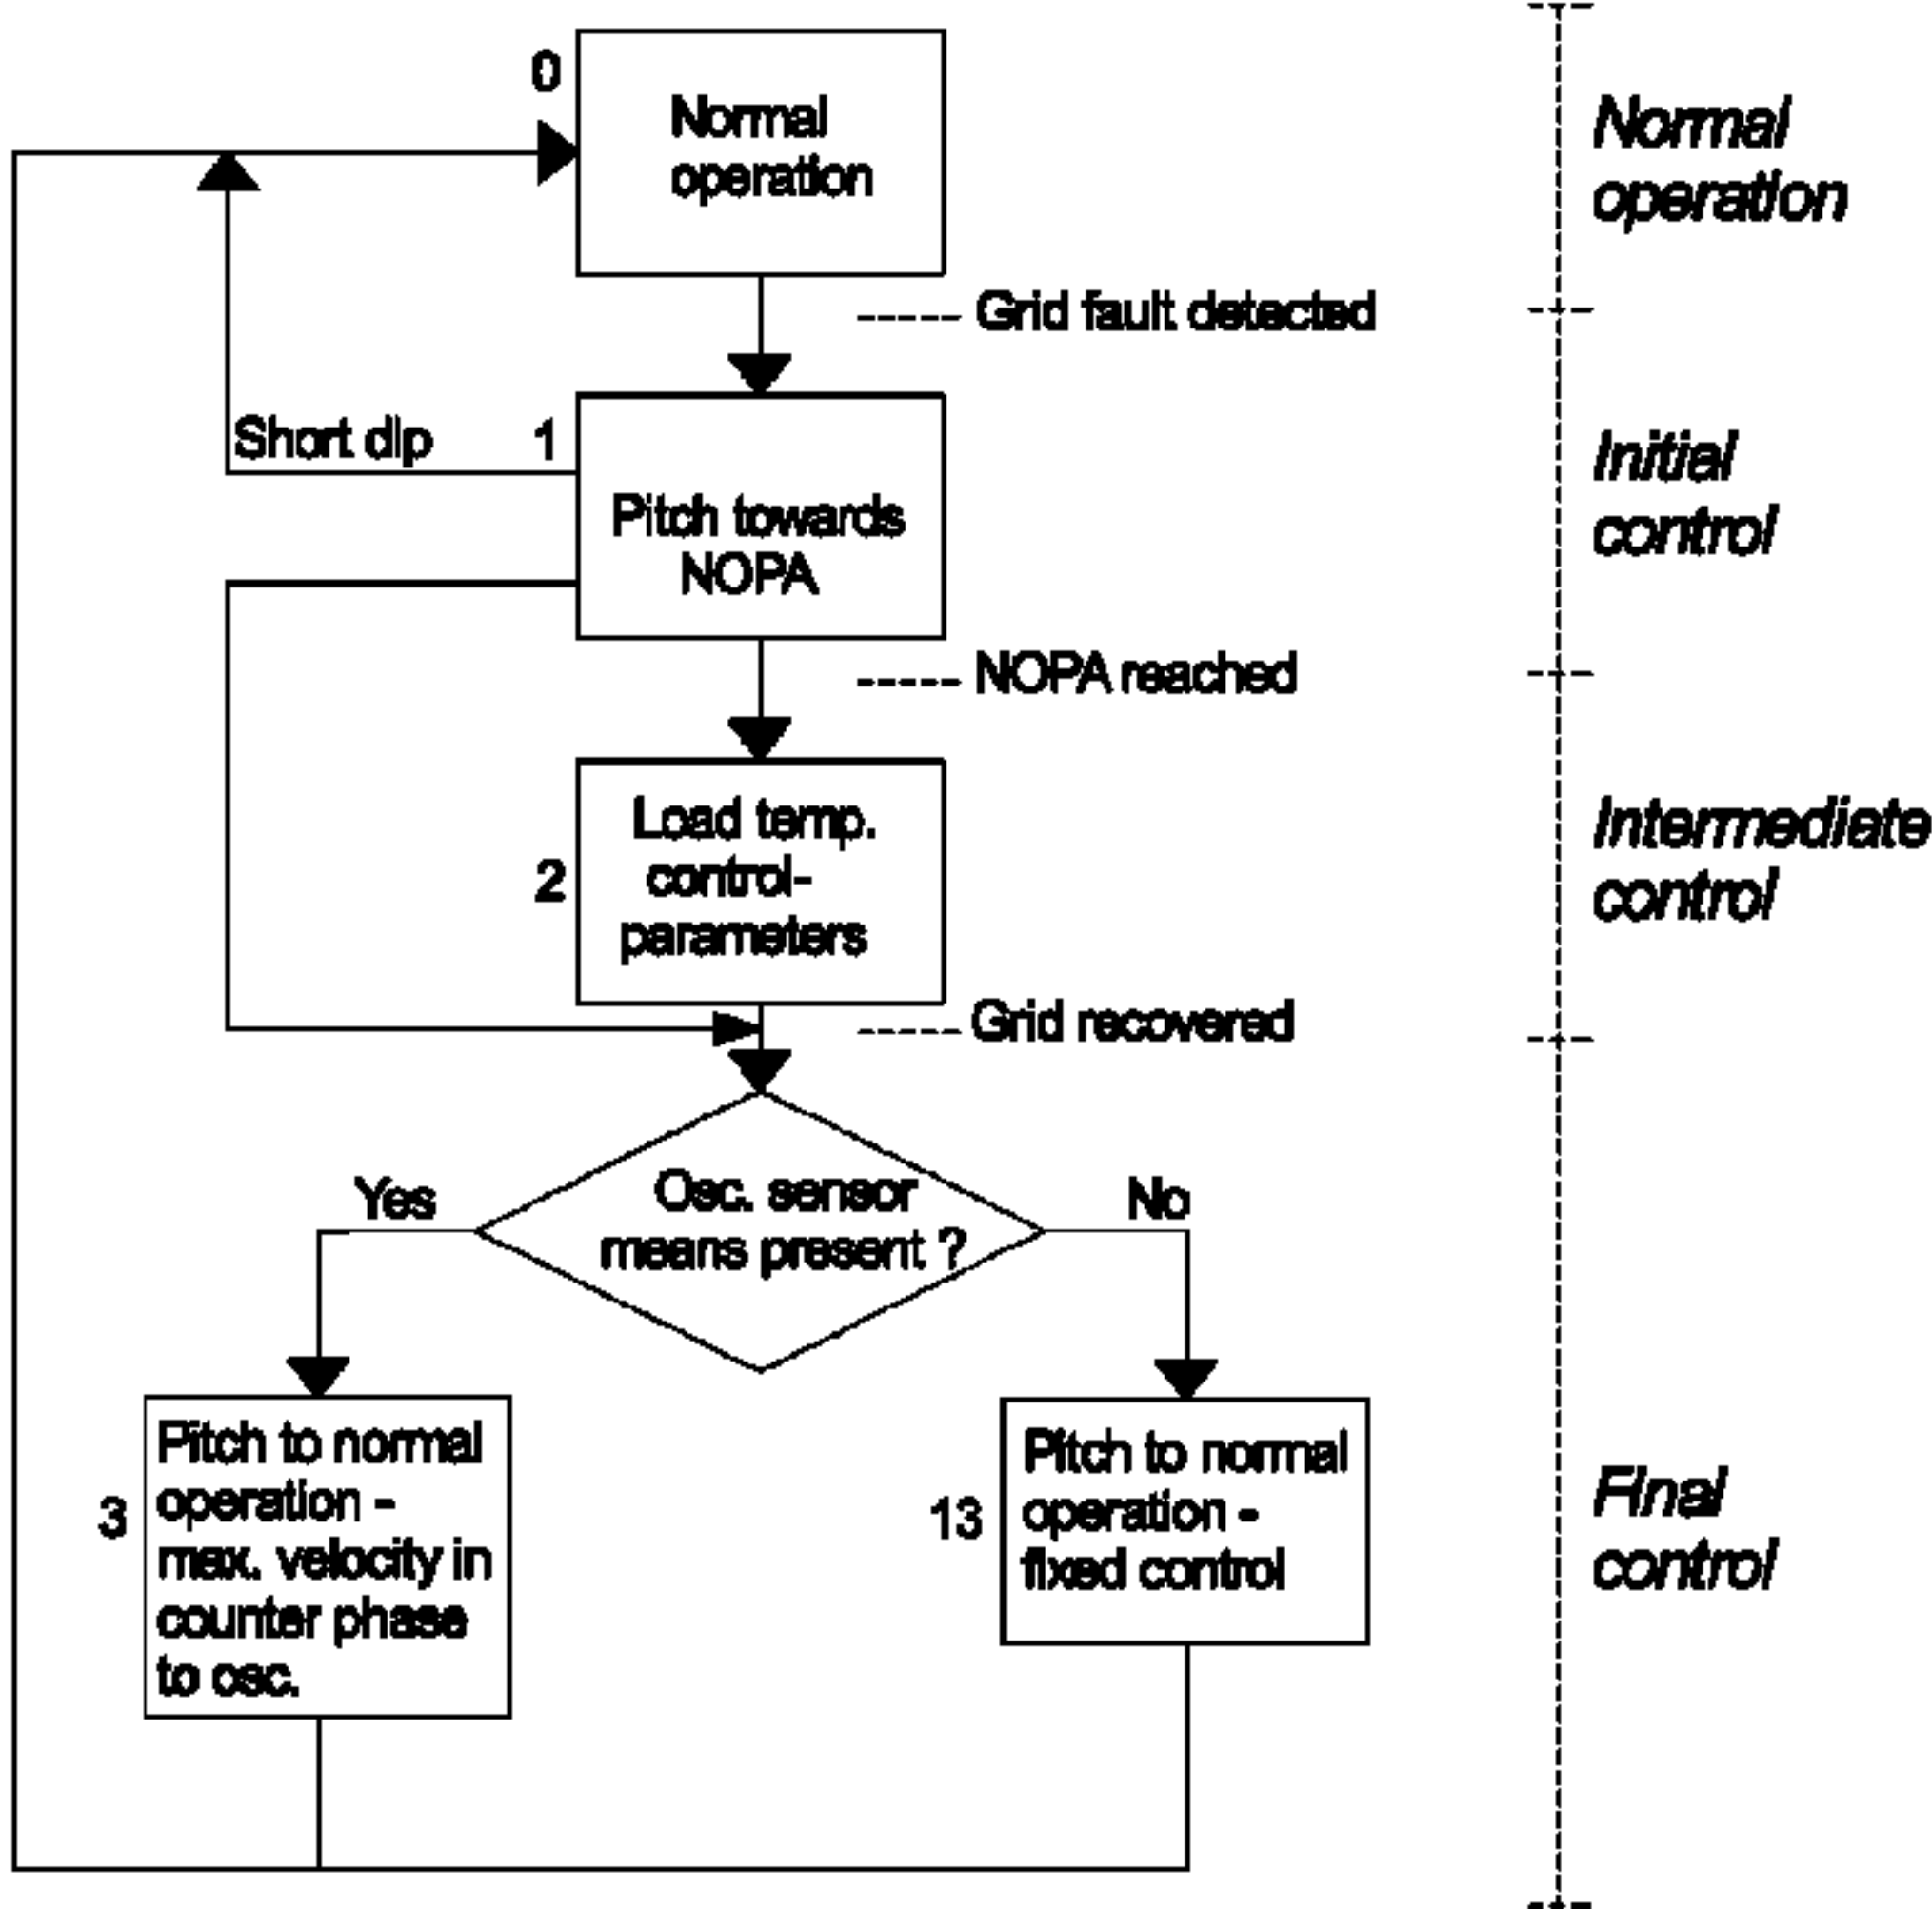 0
Normal
operation
Normal
operation
Grid fault detected
Short dip
1
Pitch towards
NOPA
Initial
control
NOPA reached
Load temp.
control-
parameters
2
Intermediate
control
Grid recovered
Osc. sensor
means present ?
Yes
No
3
Pitch to normal
operation -
max. velocity in
counter phase
to osc.
13
Pitch to normal
operation -
fixed control
Final
control